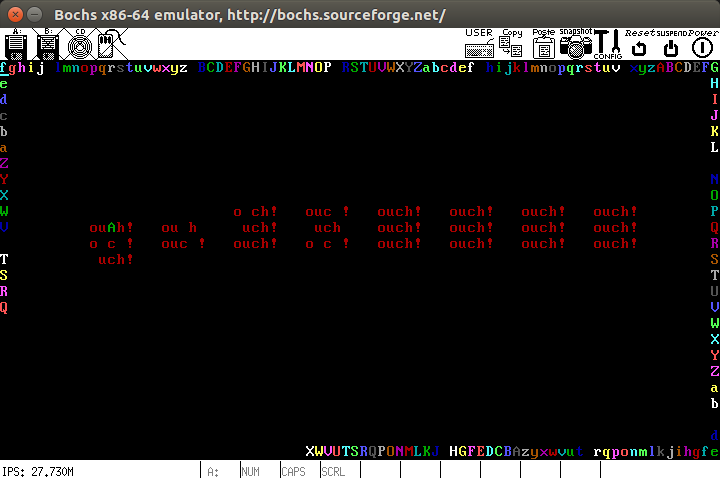 Bochs x86-64 emulator, http://bochs.sourceforge.net/
A: B: CD USER Copy Paste snapshot CONFIG Reset SUSPEND Power
fghij lmnopqrstuvwxyz BCDEFGHIJKLMNOP RSTUVWXYZabcdef hijklmnopqrstuv xyzABCDEFG
e H
d I
c J
b K
a L
Z
Y N
X O
W o ch! ouc ! ouch! ouch! ouch! ouch! P
V ouAh! ou h uch! uch ouch! ouch! ouch! ouch! Q
o c ! ouc ! ouch! o c ! ouch! ouch! ouch! ouch! R
T uch! S
S T
R U
Q V
W
X
Y
Z
a
b
d
XWVUTSRQPONMLKJ HGFEDCBAzyxwvut rqponmlkjihgfe
IPS: 27.730M A: NUM CAPS SCRL